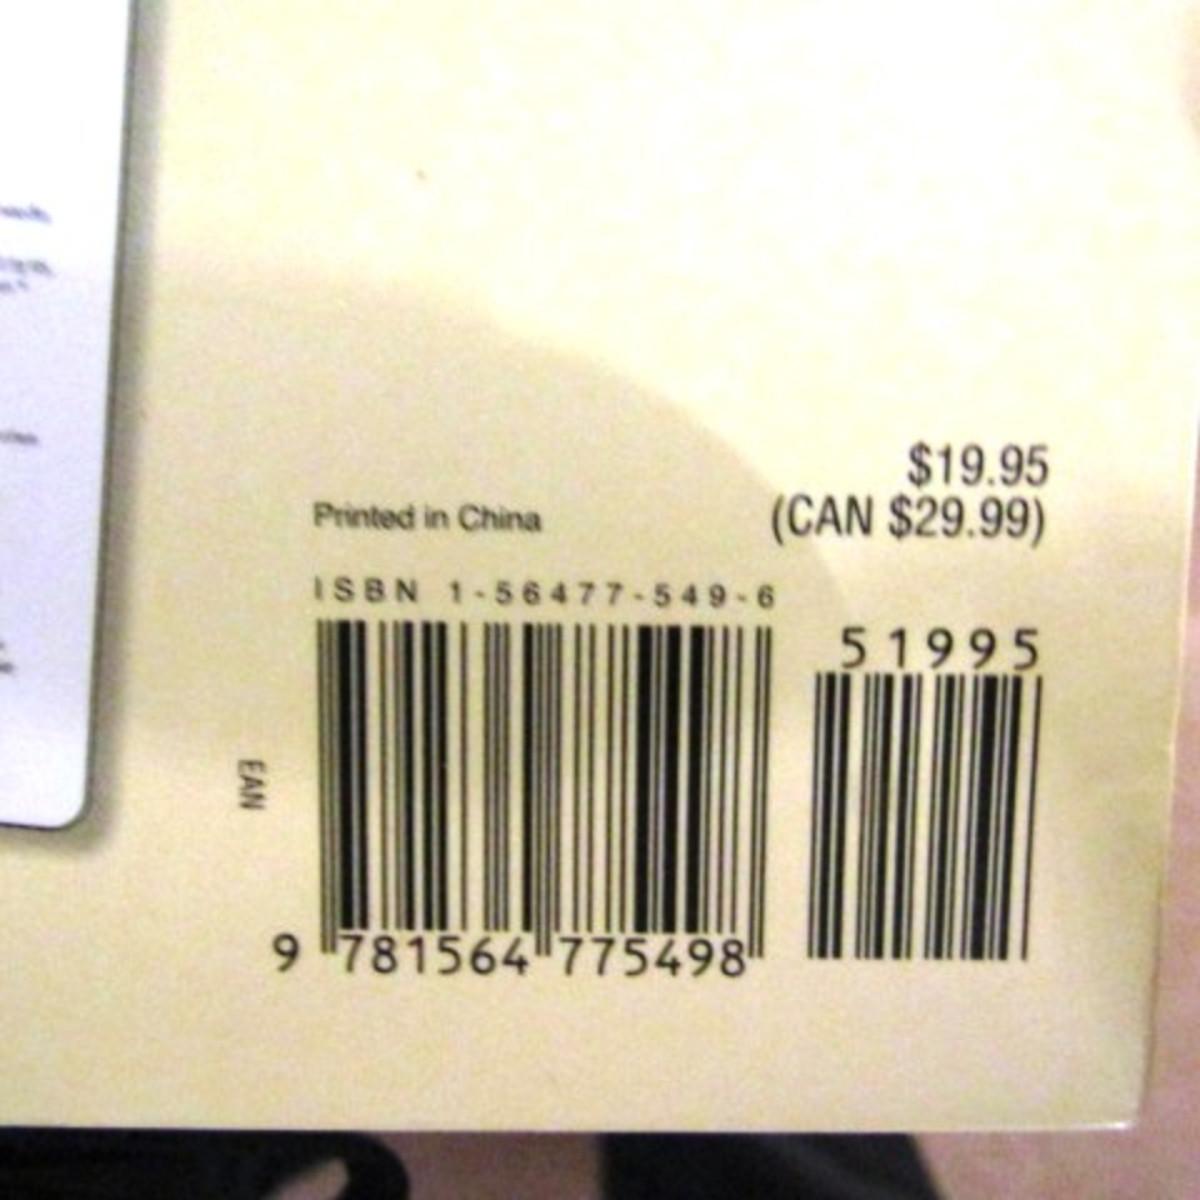 $19.95
Printed in China
(CAN $29.99)
ISBN 1-56477-549-6
51995
EAN
9 781564 775498